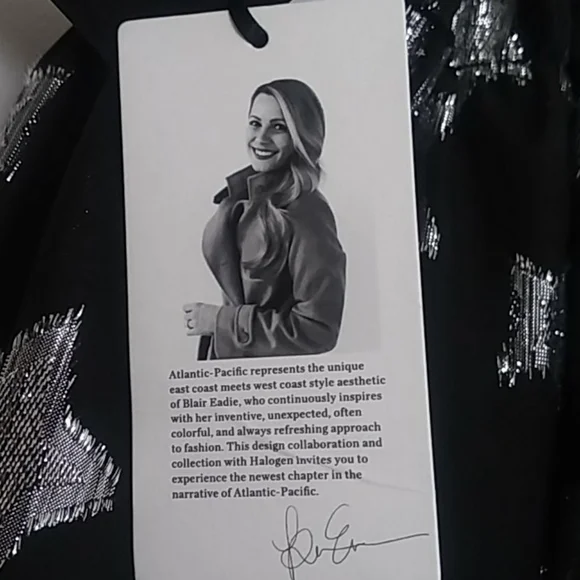 Atlantic-Pacific represents the unique
east coast meets west coast style aesthetic
of Blair Eadie, who continuously inspires
with her inventive, unexpected, often
colorful, and always refreshing approach
to fashion. This design collaboration and
collection with Halogen invites you to
experience the newest chapter in the
narrative of Atlantic-Pacific.